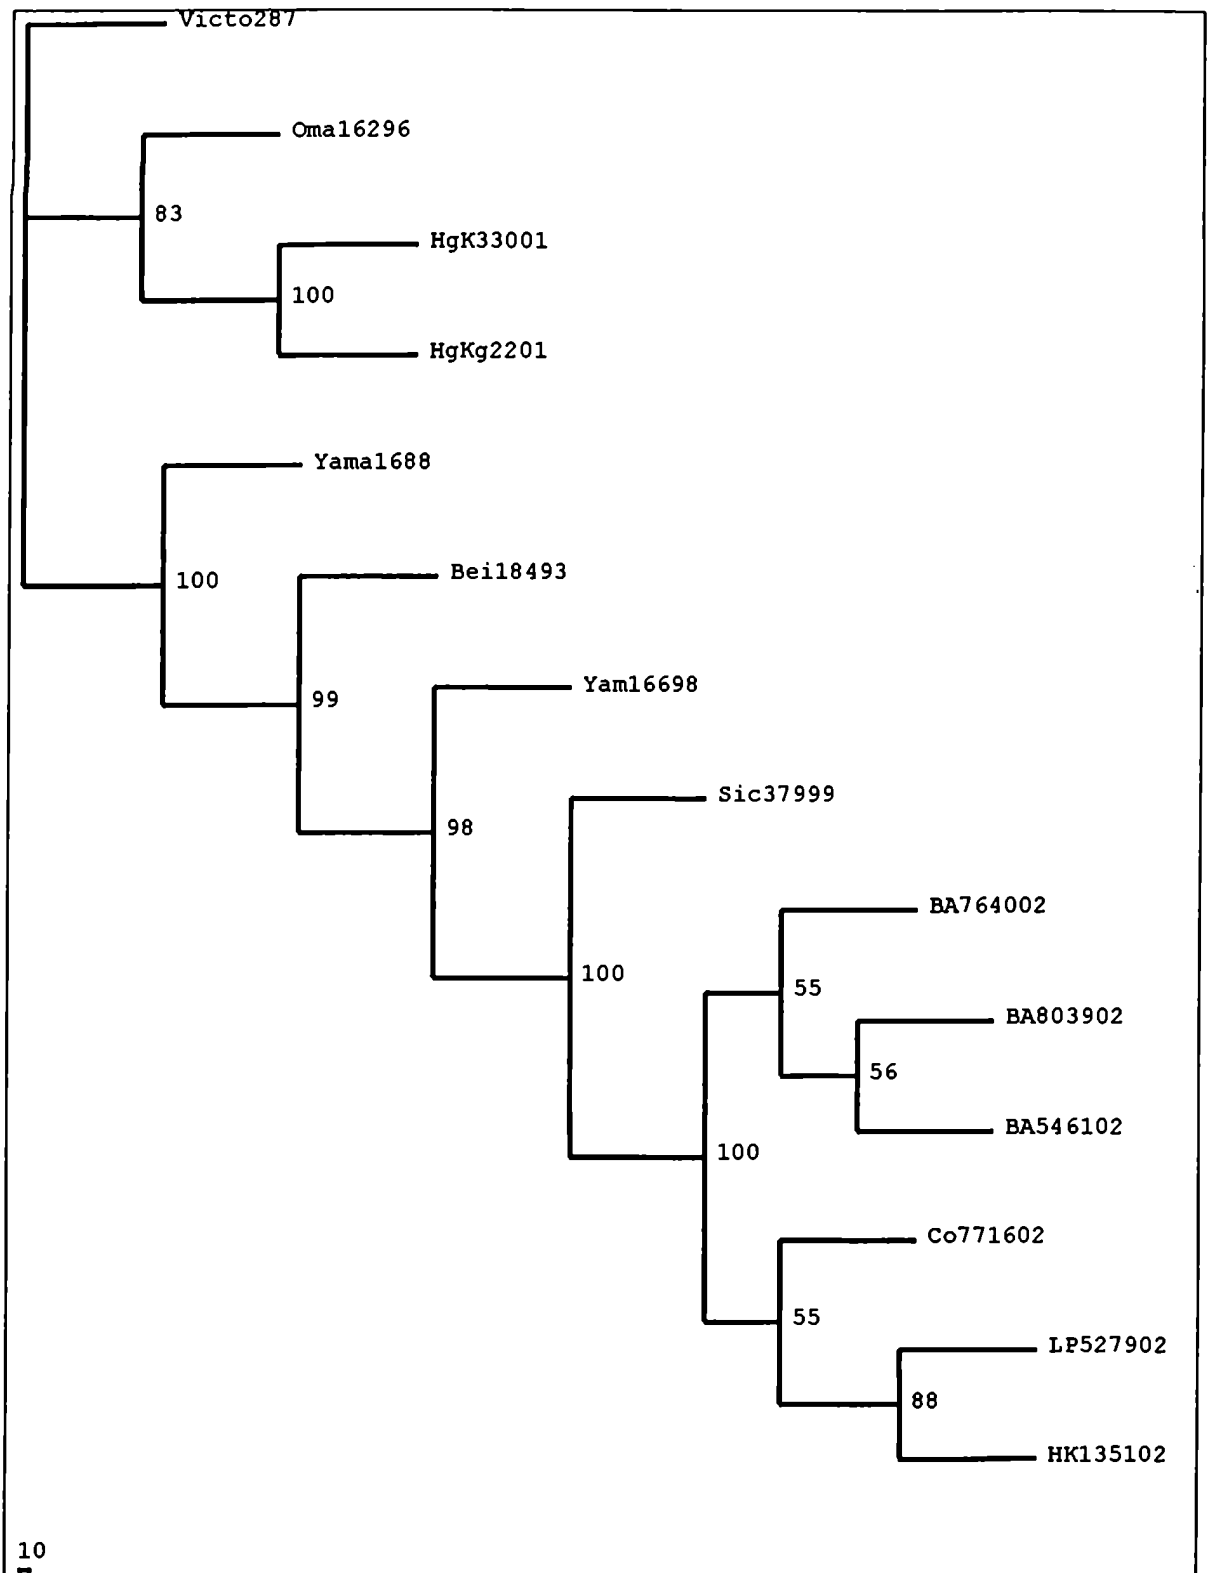 Victo287
Oma16296
83
HgK33001
100
HgKg2201
Yama1688
Bei18493
100
Yam16698
99
Sic37999
98
BA764002
100
55
BA803902
56
BA546102
100
Co771602
55
LP527902
88
HK135102
10